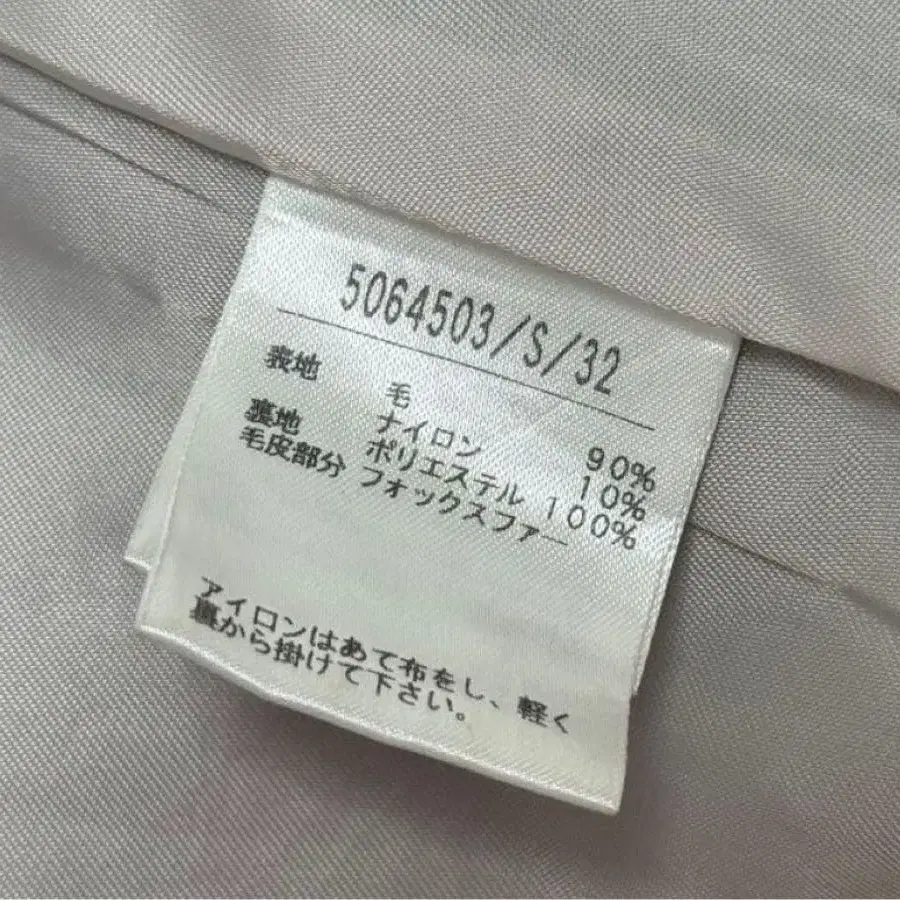 5064503/S/32
表地 毛 90%
ナイロン 10%
裏地 ポリエステル 100%
毛皮部分 フォックスファー
アイロンはあて布をし、軽く
裏から掛けて下さい。